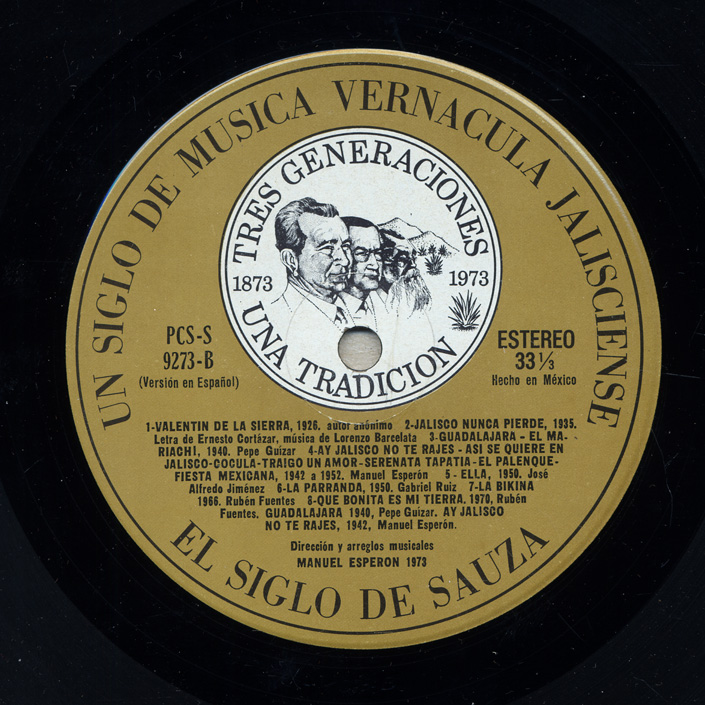 UN SIGLO DE MUSICA VERNACULA JALISCIENSE
TRES GENERACIONES
1873
1973
UNA TRADICION
PCS-S
9273-B
(Versión en Español)
ESTEREO
33 1/3
Hecho en México
1-VALENTIN DE LA SIERRA, 1926. autor anónimo 2-JALISCO NUNCA PIERDE, 1935.
Letra de Ernesto Cortázar, música de Lorenzo Barcelata 3-GUADALAJARA - EL MA-
RIACHI, 1940. Pepe Guízar 4-AY JALISCO NO TE RAJES - ASI SE QUIERE EN
JALISCO-COCULA-TRAIGO UN AMOR-SERENATA TAPATIA-EL PALENQUE-
FIESTA MEXICANA, 1942 a 1952. Manuel Esperón 5 - ELLA, 1950. José
Alfredo Jiménez 6-LA PARRANDA, 1950. Gabriel Ruiz 7-LA BIKINA
1966. Rubén Fuentes 8-QUE BONITA ES MI TIERRA. 1970, Rubén
Fuentes. GUADALAJARA 1940, Pepe Guízar. AY JALISCO
NO TE RAJES, 1942, Manuel Esperón.
Dirección y arreglos musicales
MANUEL ESPERON 1973
EL SIGLO DE SAUZA